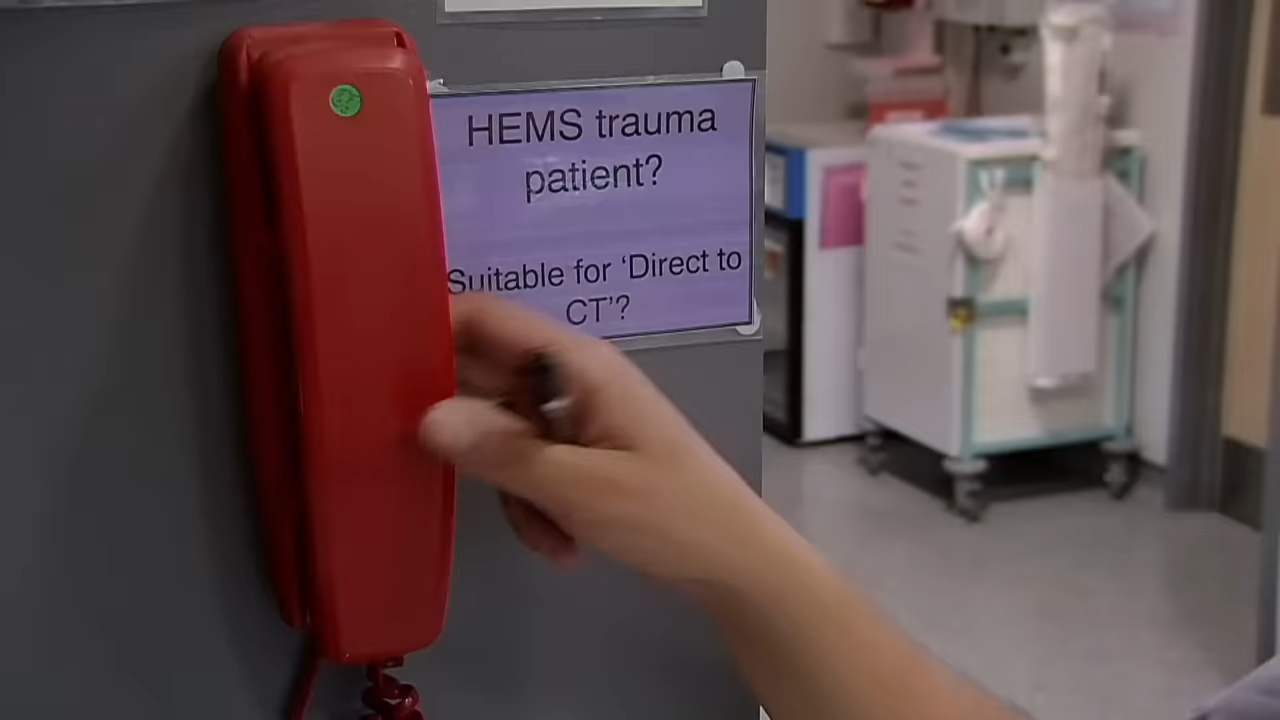 HEMS trauma
patient?
Suitable for ‘Direct to
CT’?